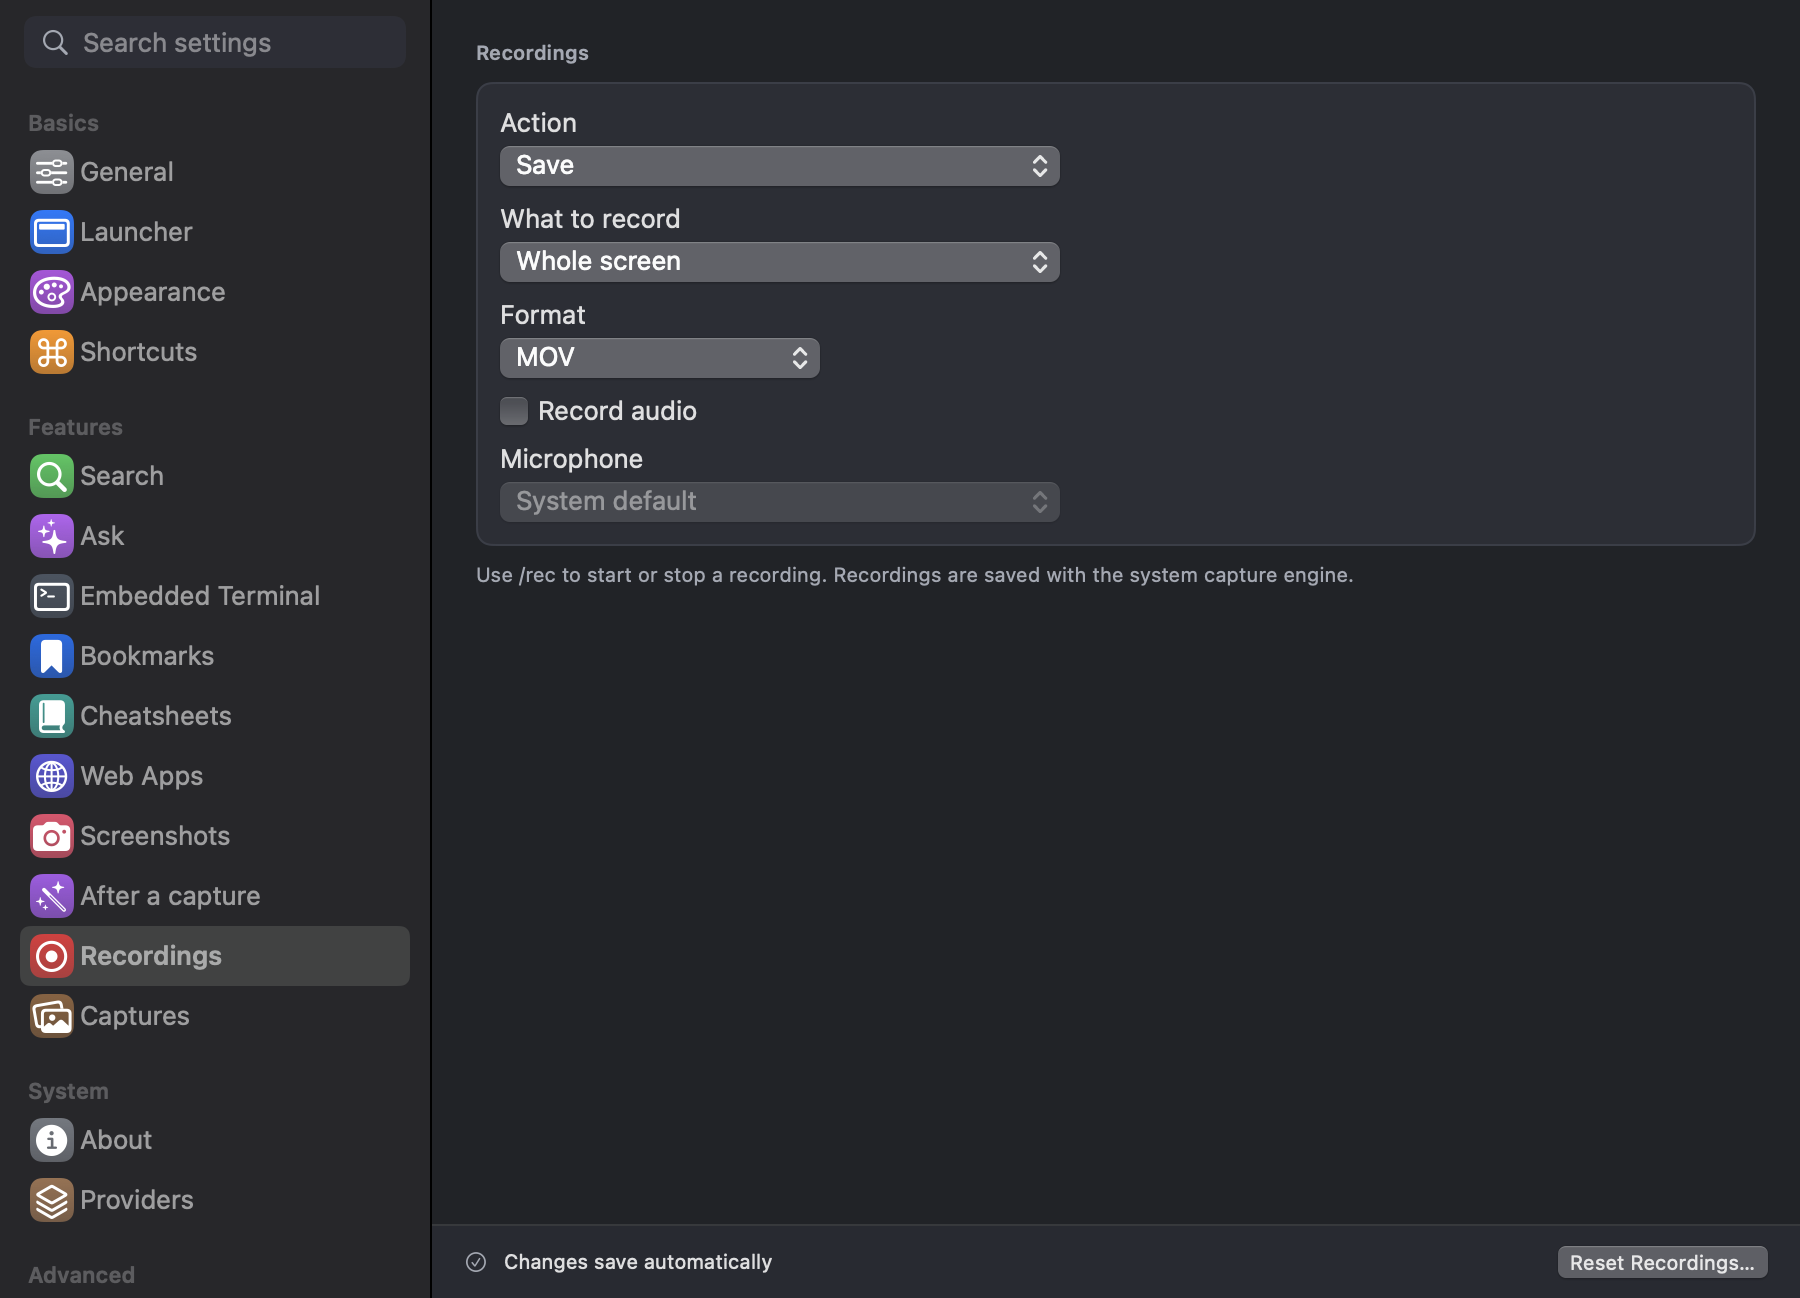 Search settings
Basics
General
Launcher
Appearance
Shortcuts
Features
Search
Ask
Embedded Terminal
Bookmarks
Cheatsheets
Web Apps
Screenshots
After a capture
Recordings
Captures
System
About
Providers
Advanced
Recordings
Action
Save
What to record
Whole screen
Format
MOV
Record audio
Microphone
System default
Use /rec to start or stop a recording. Recordings are saved with the system capture engine.
Changes save automatically
Reset Recordings...